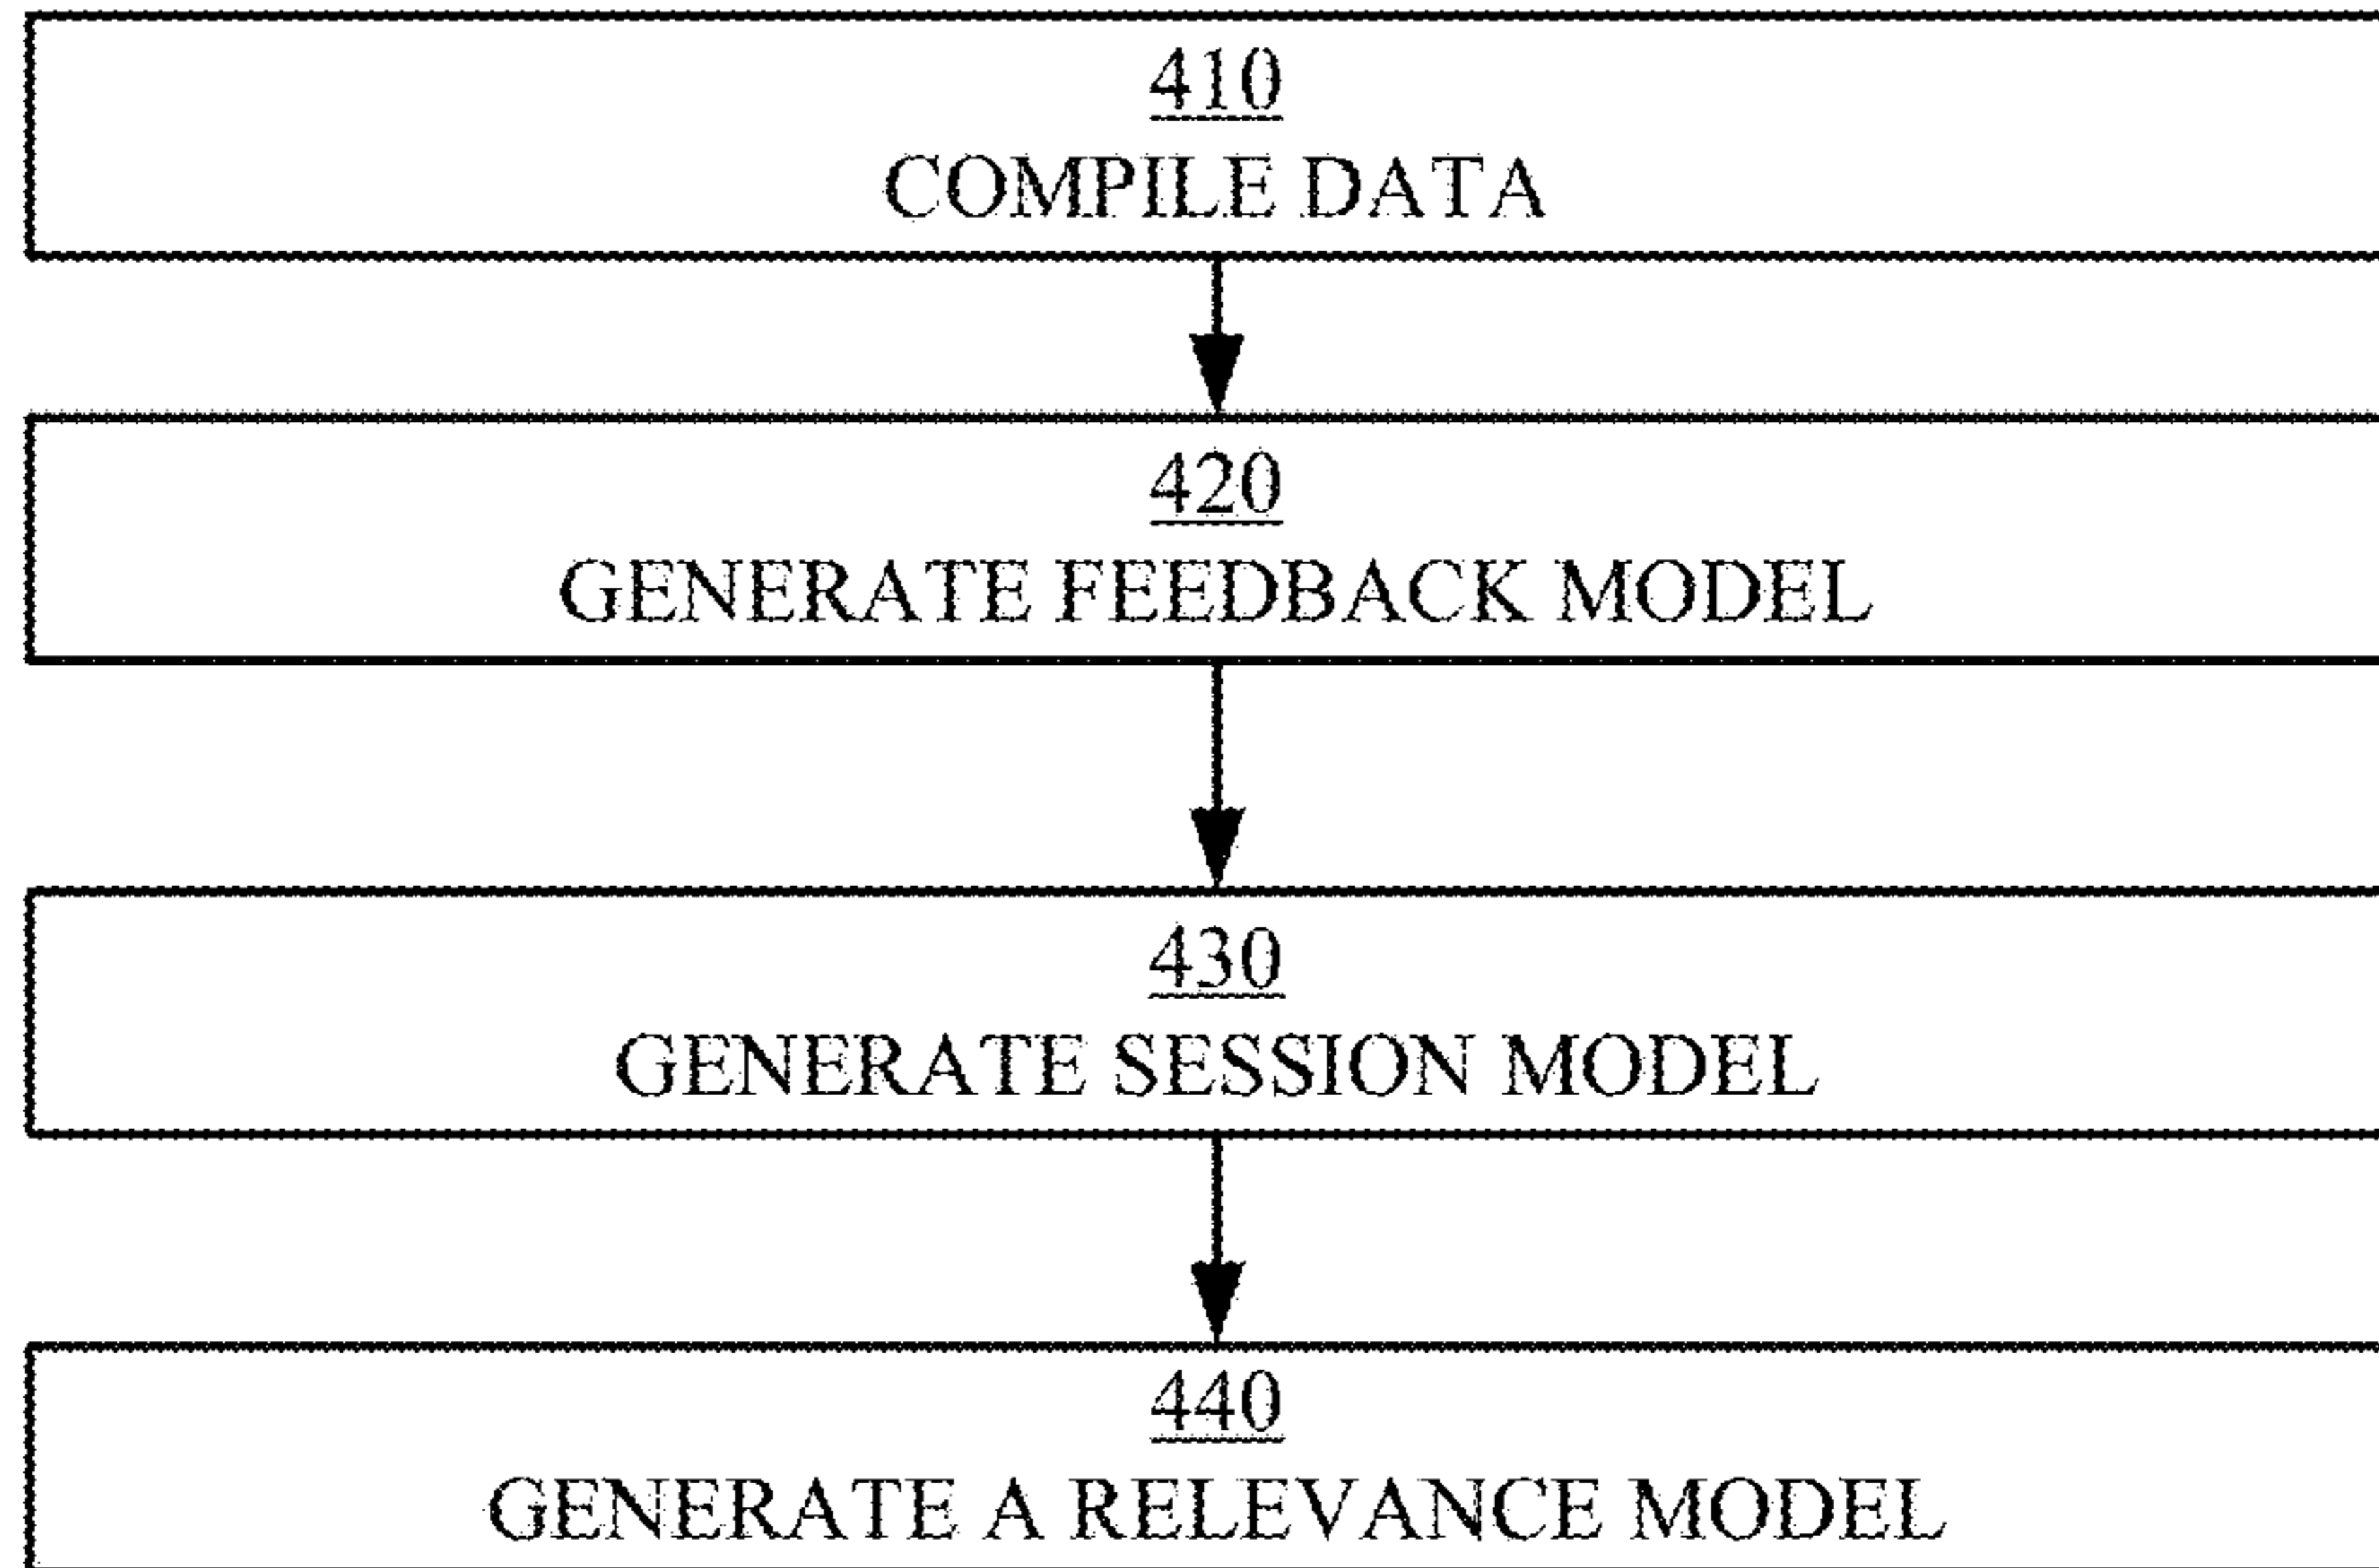 410
COMPILE DATA
420
GENERATE FEEDBACK MODEL
430
GENERATE SESSION MODEL
440
GENERATE A RELEVANCE MODEL